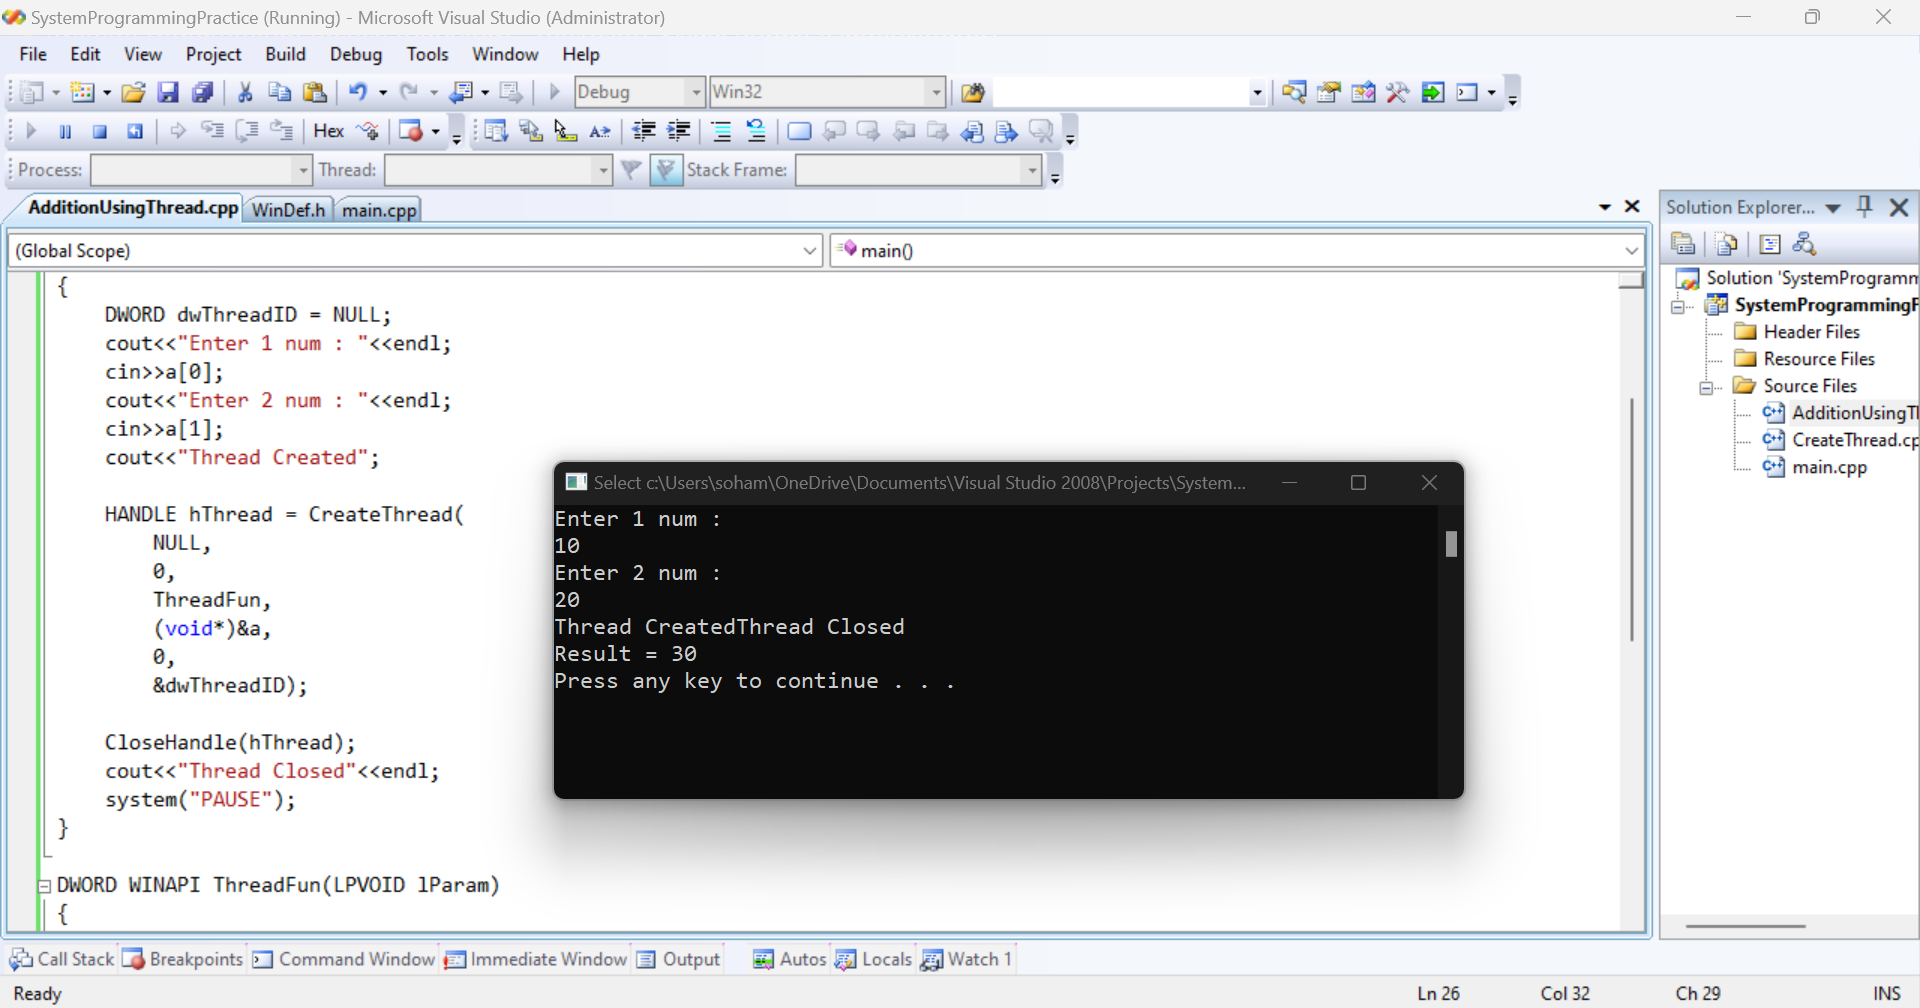 SystemProgrammingPractice (Running) - Microsoft Visual Studio (Administrator)
File Edit View Project Build Debug Tools Window Help
Debug Win32
Hex
Process: Thread: Stack Frame:
AdditionUsingThread.cpp WinDef.h main.cpp
(Global Scope) main()
{
DWORD dwThreadID = NULL;
cout<<"Enter 1 num : "<<endl;
cin>>a[0];
cout<<"Enter 2 num : "<<endl;
cin>>a[1];
cout<<"Thread Created";
HANDLE hThread = CreateThread(
NULL,
0,
ThreadFun,
(void*)&a,
0,
&dwThreadID);
CloseHandle(hThread);
cout<<"Thread Closed"<<endl;
system("PAUSE");
}
DWORD WINAPI ThreadFun(LPVOID lParam)
{
Select c:\Users\soham\OneDrive\Documents\Visual Studio 2008\Projects\System...
Enter 1 num :
10
Enter 2 num :
20
Thread CreatedThread Closed
Result = 30
Press any key to continue . . .
Solution Explorer...
Solution 'SystemProgramm
SystemProgrammingP
Header Files
Resource Files
Source Files
AdditionUsingTh
CreateThread.cp
main.cpp
Call Stack Breakpoints Command Window Immediate Window Output Autos Locals Watch 1
Ready Ln 26 Col 32 Ch 29 INS